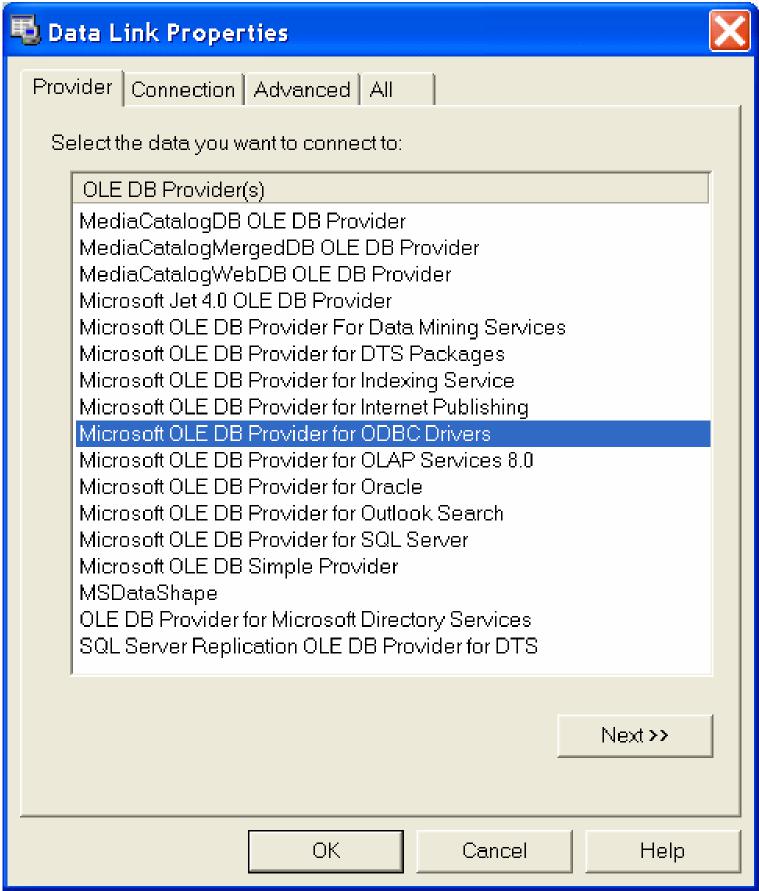 Data Link Properties
Provider Connection Advanced All
Select the data you want to connect to:
OLE DB Provider(s)
MediaCatalogDB OLE DB Provider
MediaCatalogMergedDB OLE DB Provider
MediaCatalogWebDB OLE DB Provider
Microsoft Jet 4.0 OLE DB Provider
Microsoft OLE DB Provider For Data Mining Services
Microsoft OLE DB Provider for DTS Packages
Microsoft OLE DB Provider for Indexing Service
Microsoft OLE DB Provider for Internet Publishing
Microsoft OLE DB Provider for ODBC Drivers
Microsoft OLE DB Provider for OLAP Services 8.0
Microsoft OLE DB Provider for Oracle
Microsoft OLE DB Provider for Outlook Search
Microsoft OLE DB Provider for SQL Server
Microsoft OLE DB Simple Provider
MSDataShape
OLE DB Provider for Microsoft Directory Services
SQL Server Replication OLE DB Provider for DTS
Next >>
OK Cancel Help